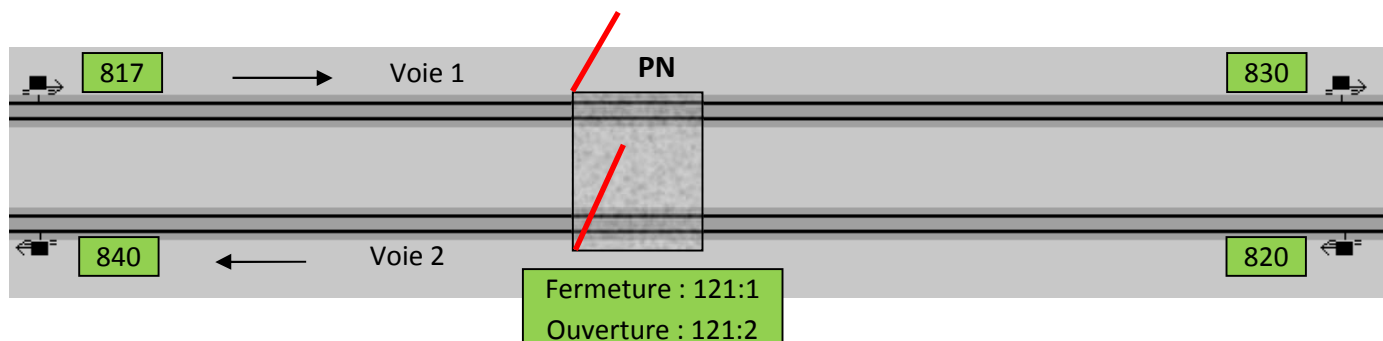 817 Voie 1 PN 830
840 Voie 2 820
Fermeture : 121:1
Ouverture : 121:2